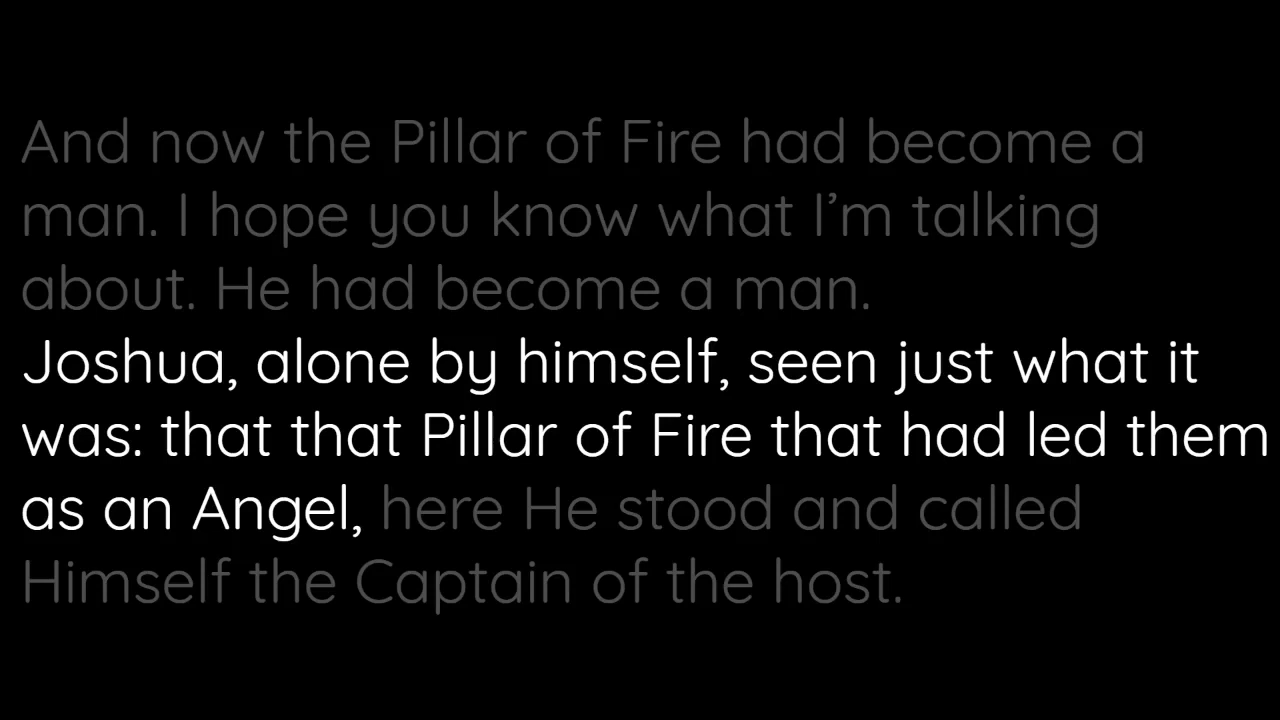 And now the Pillar of Fire had become a
man. I hope you know what I’m talking
about. He had become a man.
Joshua, alone by himself, seen just what it
was: that that Pillar of Fire that had led them
as an Angel, here He stood and called
Himself the Captain of the host.